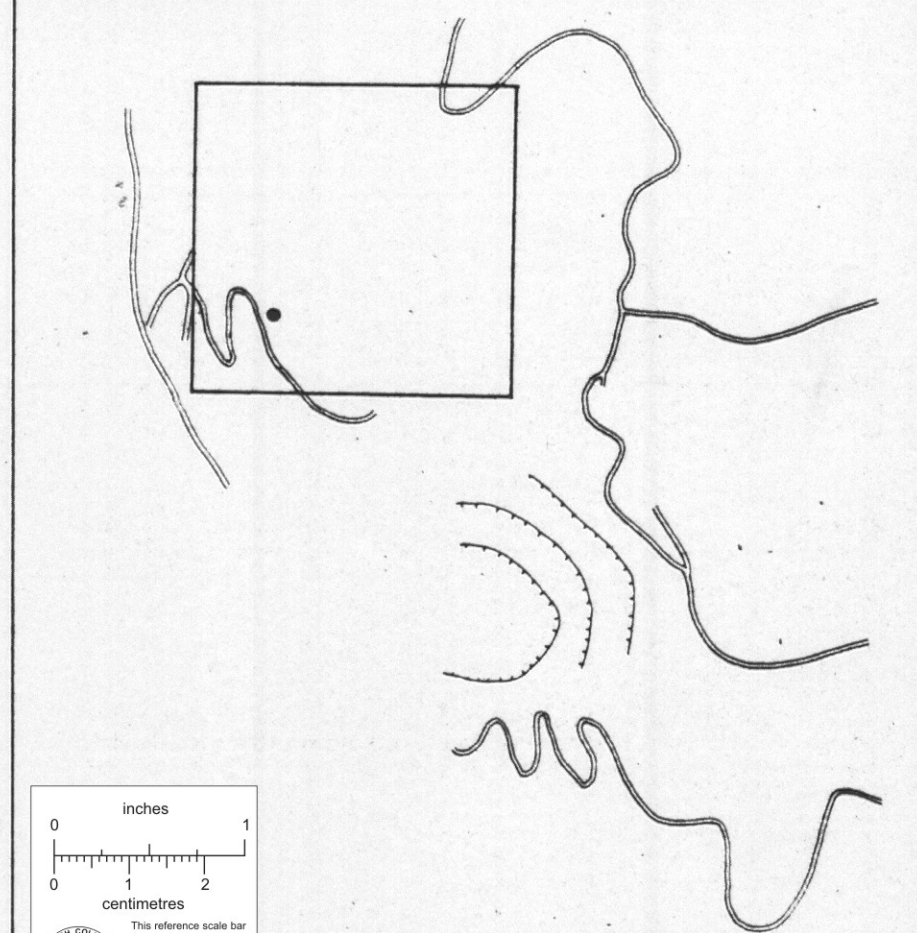 inches
0 1
0 1 2
centimetres
This reference scale bar